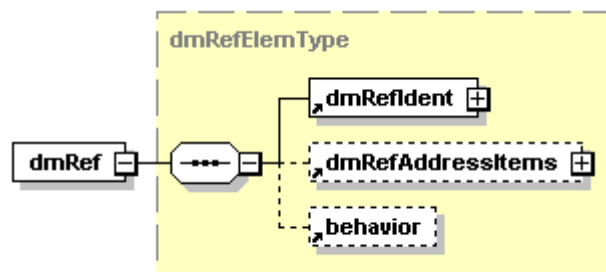 dmRefElemType
dmRefIdent
dmRef
dmRefAddressItems
behavior